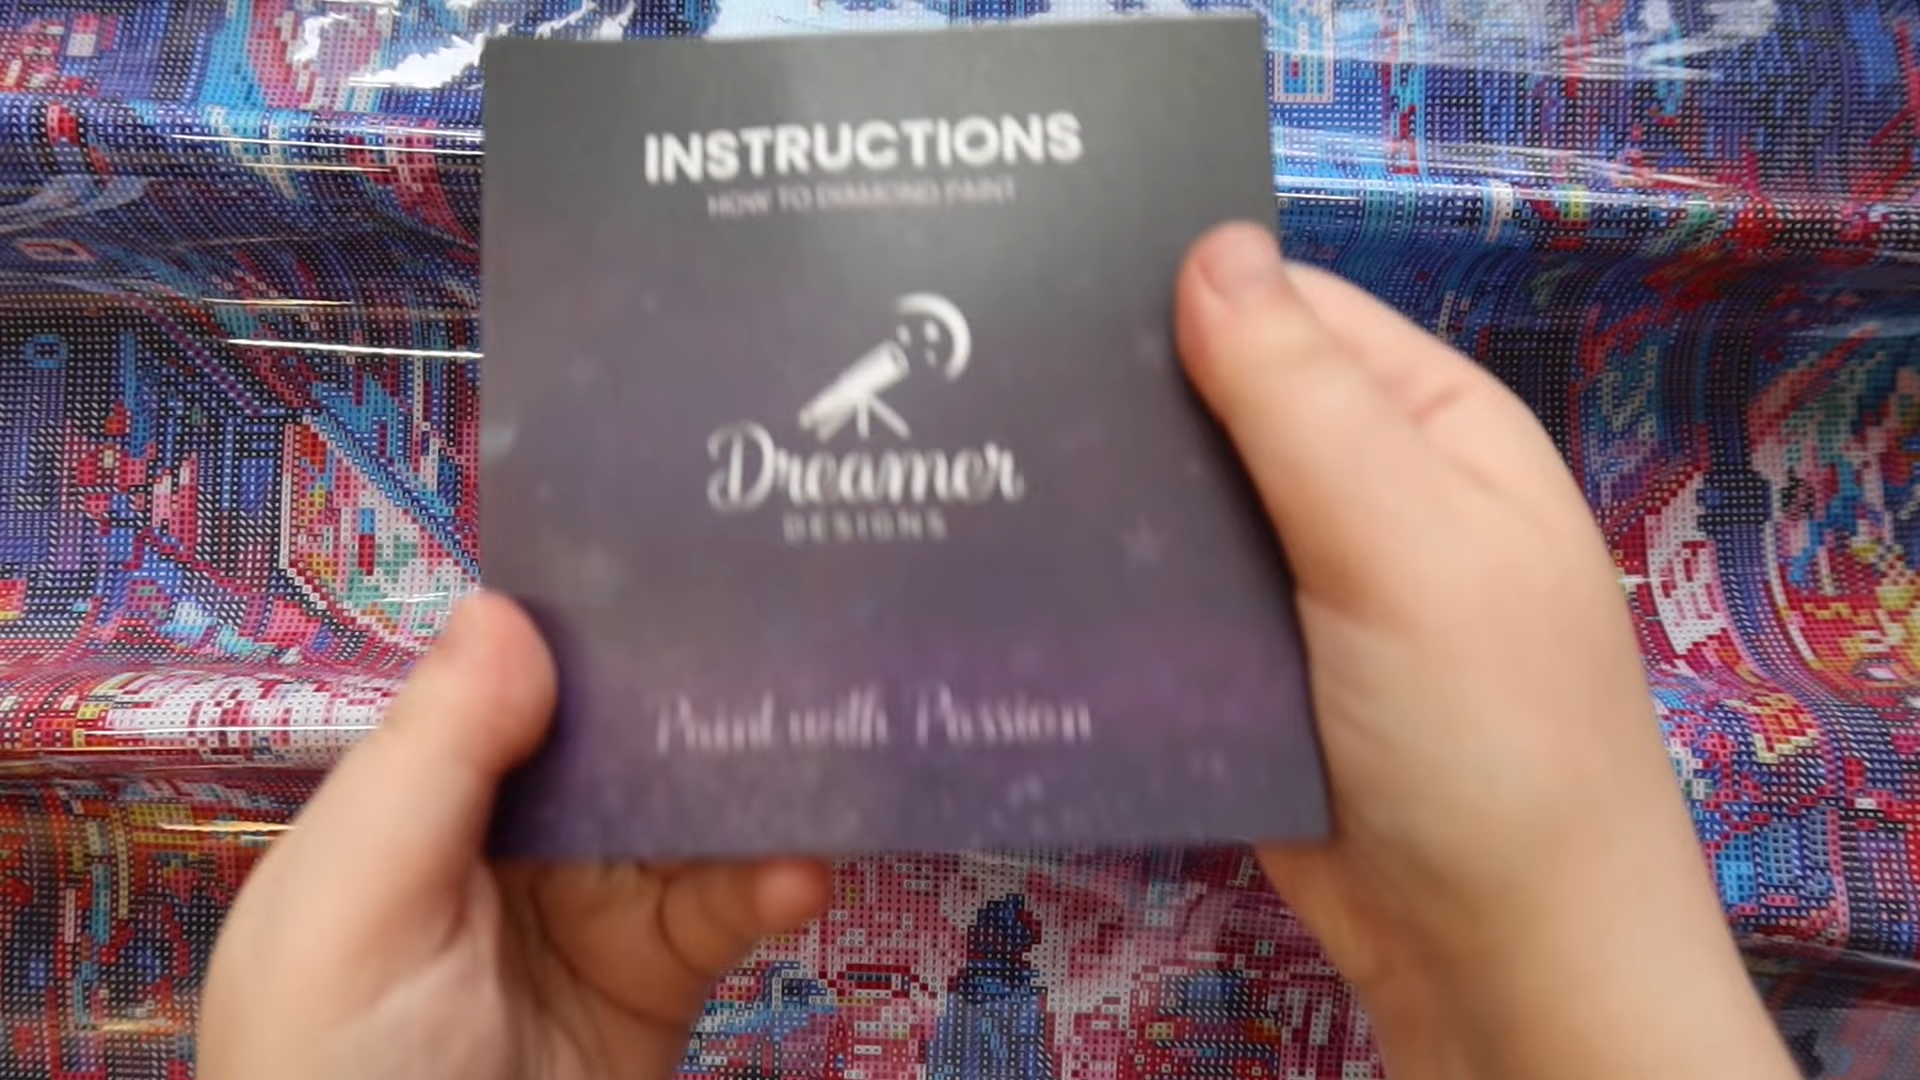 INSTRUCTIONS
HOW TO DIAMOND PAINT
Dreamer
DESIGNS
Paint with Passion